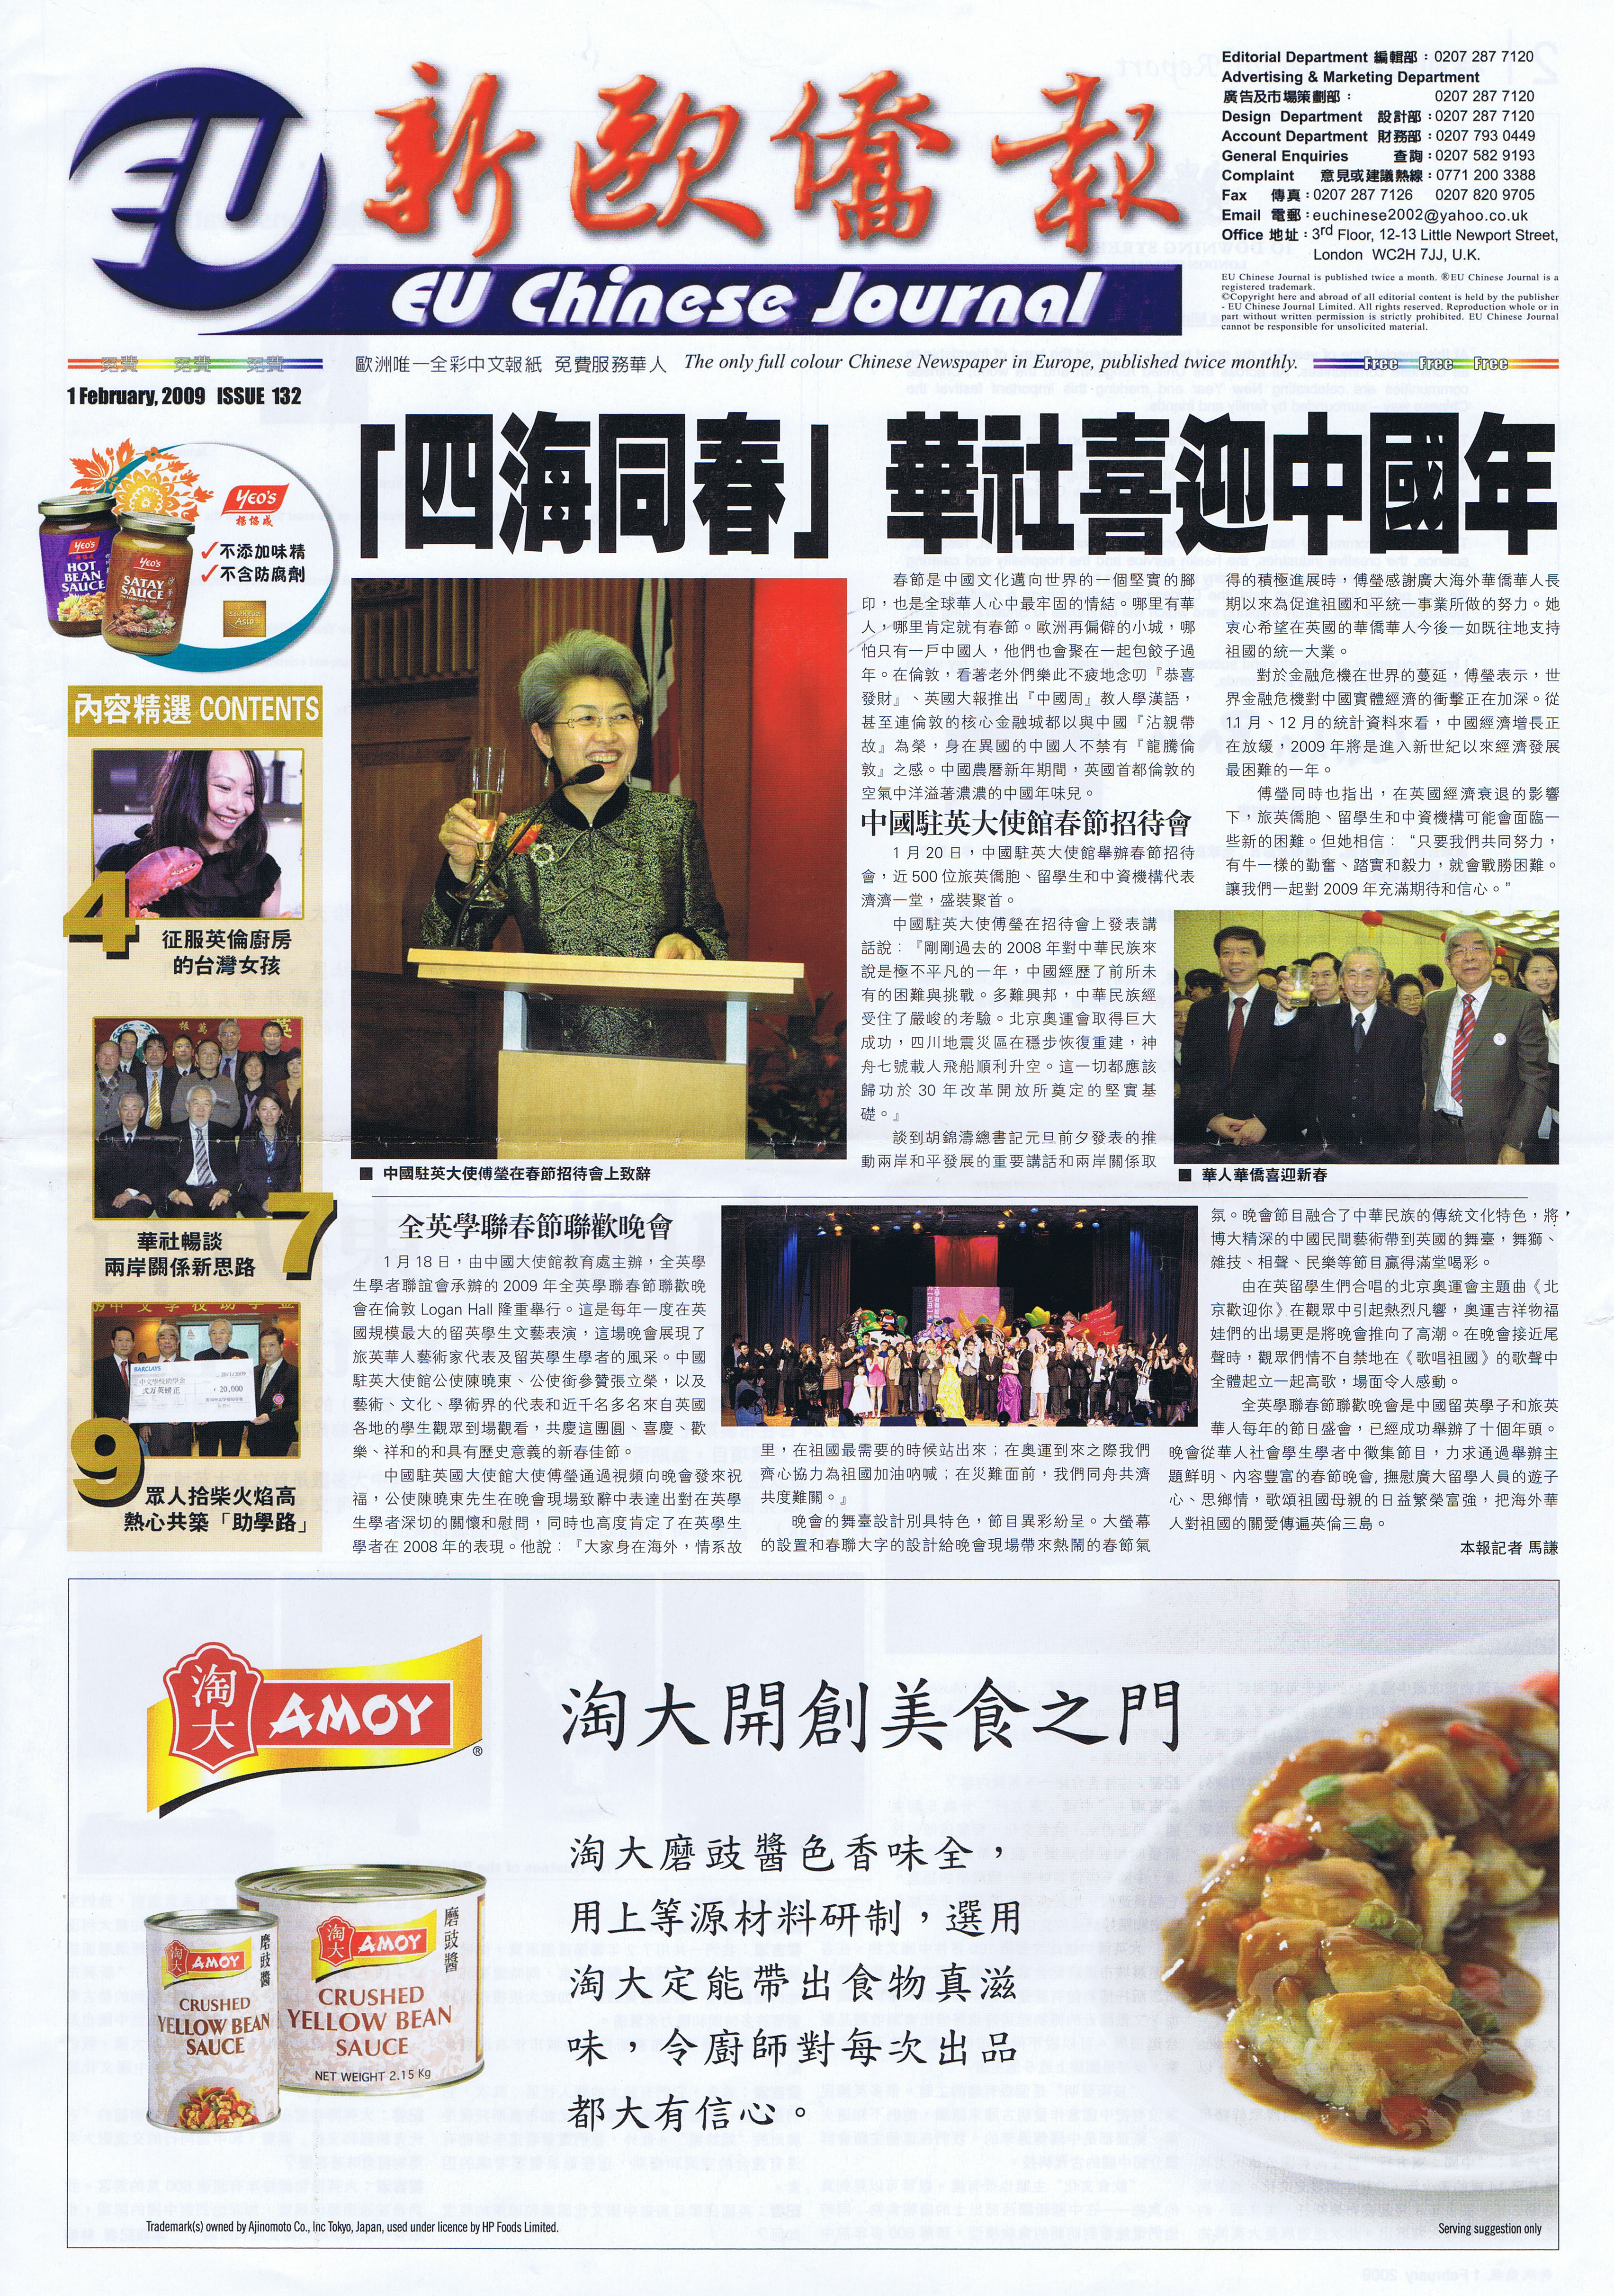 EU
新歐僑報
EU Chinese Journal
Editorial Department 編輯部：0207 287 7120
Advertising & Marketing Department
廣告及市場策劃部： 0207 287 7120
Design Department 設計部：0207 287 7120
Account Department 財務部：0207 793 0449
General Enquiries 查詢：0207 582 9193
Complaint 意見或建議熱線：0771 200 3388
Fax 傳真：0207 287 7126 0207 820 9705
Email 電郵：euchinese2002@yahoo.co.uk
Office 地址：3rd Floor, 12-13 Little Newport Street,
London WC2H 7JJ, U.K.
EU Chinese Journal is published twice a month. ®EU Chinese Journal is a
registered trademark.
©Copyright here and abroad of all editorial content is held by the publisher
- EU Chinese Journal Limited. All rights reserved. Reproduction whole or in
part without written permission is strictly prohibited. EU Chinese Journal
cannot be responsible for unsolicited material.
免費 免費 免費
歐洲唯一全彩中文報紙 免費服務華人 The only full colour Chinese Newspaper in Europe, published twice monthly.
Free Free Free
1 February, 2009 ISSUE 132
「四海同春」 華社喜迎中國年
YEO'S
楊協成
✓不添加味精
✓不含防腐劑
South East Asia
YEO'S
HOT
BEAN
SAUCE
YEO'S
SATAY
SAUCE
內容精選 CONTENTS
4
征服英倫廚房
的台灣女孩
7
華社暢談
兩岸關係新思路
BARCLAYS
20,000
9
眾人拾柴火焰高
熱心共築「助學路」
■ 中國駐英大使傅瑩在春節招待會上致辭
春節是中國文化邁向世界的一個堅實的腳
印，也是全球華人心中最牢固的情結。哪里有華
人，哪里肯定就有春節。歐洲再偏僻的小城，哪
怕只有一戶中國人，他們也會聚在一起包餃子過
年。在倫敦，看著老外們樂此不疲地念叨『恭喜
發財』、英國大報推出『中國周』教人學漢語，
甚至連倫敦的核心金融城都以與中國『沾親帶
故』為榮，身在異國的中國人不禁有『龍騰倫
敦』之感。中國農曆新年期間，英國首都倫敦的
空氣中洋溢著濃濃的中國年味兒。
中國駐英大使館春節招待會
1 月 20 日，中國駐英大使館舉辦春節招待
會，近 500 位旅英僑胞、留學生和中資機構代表
濟濟一堂，盛裝聚首。
中國駐英大使傅瑩在招待會上發表講
話說：『剛剛過去的 2008 年對中華民族來
說是極不平凡的一年，中國經歷了前所未
有的困難與挑戰。多難興邦，中華民族經
受住了嚴峻的考驗。北京奧運會取得巨大
成功，四川地震災區在穩步恢復重建，神
舟七號載人飛船順利升空。這一切都應該
歸功於 30 年改革開放所奠定的堅實基
礎。』
談到胡錦濤總書記元旦前夕發表的推
動兩岸和平發展的重要講話和兩岸關係取
得的積極進展時，傅瑩感謝廣大海外華僑華人長
期以來為促進祖國和平統一事業所做的努力。她
衷心希望在英國的華僑華人今後一如既往地支持
祖國的統一大業。
對於金融危機在世界的蔓延，傅瑩表示，世
界金融危機對中國實體經濟的衝擊正在加深。從
11 月、12 月的統計資料來看，中國經濟增長正
在放緩，2009 年將是進入新世紀以來經濟發展
最困難的一年。
傅瑩同時也指出，在英國經濟衰退的影響
下，旅英僑胞、留學生和中資機構可能會面臨一
些新的困難。但她相信："只要我們共同努力，
有牛一樣的勤奮、踏實和毅力，就會戰勝困難。
讓我們一起對 2009 年充滿期待和信心。"
■ 華人華僑喜迎新春
全英學聯春節聯歡晚會
1 月 18 日，由中國大使館教育處主辦，全英學
生學者聯誼會承辦的 2009 年全英學聯春節聯歡晚
會在倫敦 Logan Hall 隆重舉行。這是每年一度在英
國規模最大的留英學生文藝表演，這場晚會展現了
旅英華人藝術家代表及留英學生學者的風采。中國
駐英大使館公使陳曉東、公使銜參贊張立榮，以及
藝術、文化、學術界的代表和近千名多名來自英國
各地的學生觀眾到場觀看，共慶這團圓、喜慶、歡
樂、祥和的和具有歷史意義的新春佳節。
中國駐英國大使館大使傅瑩通過視頻向晚會發來祝
福，公使陳曉東先生在晚會現場致辭中表達出對在英學
生學者深切的關懷和慰問，同時也高度肯定了在英學生
學者在 2008 年的表現。他說：『大家身在海外，情系故
里，在祖國最需要的時候站出來；在奧運到來之際我們
齊心協力為祖國加油吶喊；在災難面前，我們同舟共濟
共度難關。』
晚會的舞臺設計別具特色，節目異彩紛呈。大螢幕
的設置和春聯大字的設計給晚會現場帶來熱鬧的春節氣
氛。晚會節目融合了中華民族的傳統文化特色，將
博大精深的中國民間藝術帶到英國的舞臺，舞獅、
雜技、相聲、民樂等節目贏得滿堂喝彩。
由在英留學生們合唱的北京奧運會主題曲《北
京歡迎你》在觀眾中引起熱烈凡響，奧運吉祥物福
娃們的出場更是將晚會推向了高潮。在晚會接近尾
聲時，觀眾們情不自禁地在《歌唱祖國》的歌聲中
全體起立一起高歌，場面令人感動。
全英學聯春節聯歡晚會是中國留英學子和旅英
華人每年的節日盛會，已經成功舉辦了十個年頭。
晚會從華人社會學生學者中徵集節目，力求通過舉辦主
題鮮明、內容豐富的春節晚會, 撫慰廣大留學人員的遊子
心、思鄉情，歌頌祖國母親的日益繁榮富強，把海外華
人對祖國的關愛傳遍英倫三島。
本報記者 馬謙
淘大
AMOY
®
淘大開創美食之門
淘大磨豉醬色香味全，
用上等源材料研制，選用
淘大定能帶出食物真滋
味，令廚師對每次出品
都大有信心。
淘大 AMOY
磨豉醬
CRUSHED
YELLOW BEAN
SAUCE
淘大 AMOY
磨豉醬
CRUSHED
YELLOW BEAN
SAUCE
NET WEIGHT 2.15 Kg
Trademark(s) owned by Ajinomoto Co., Inc Tokyo, Japan, used under licence by HP Foods Limited.
Serving suggestion only